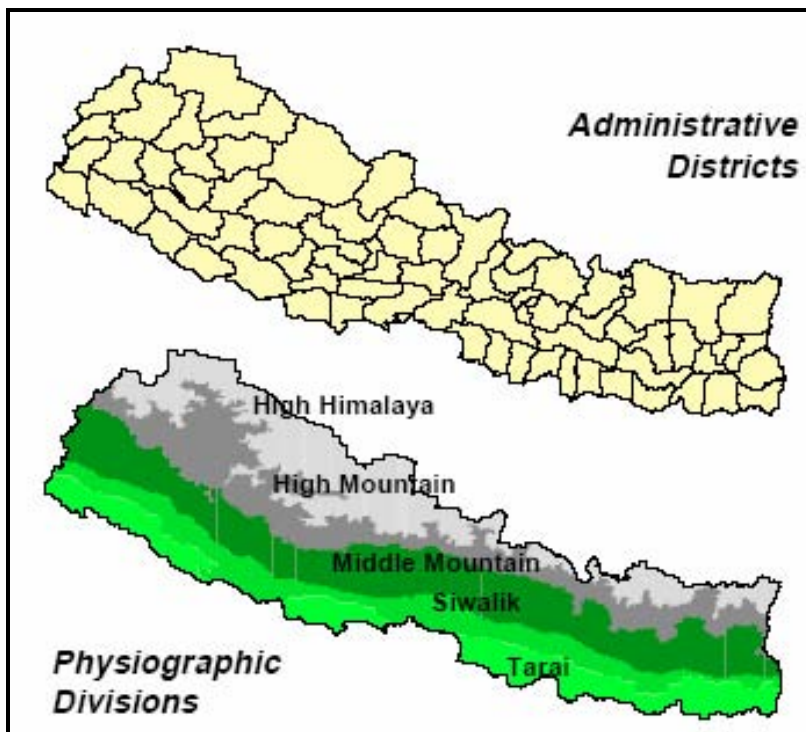 Administrative
Districts
High Himalaya
High Mountain
Middle Mountain
Siwalik
Tarai
Physiographic
Divisions